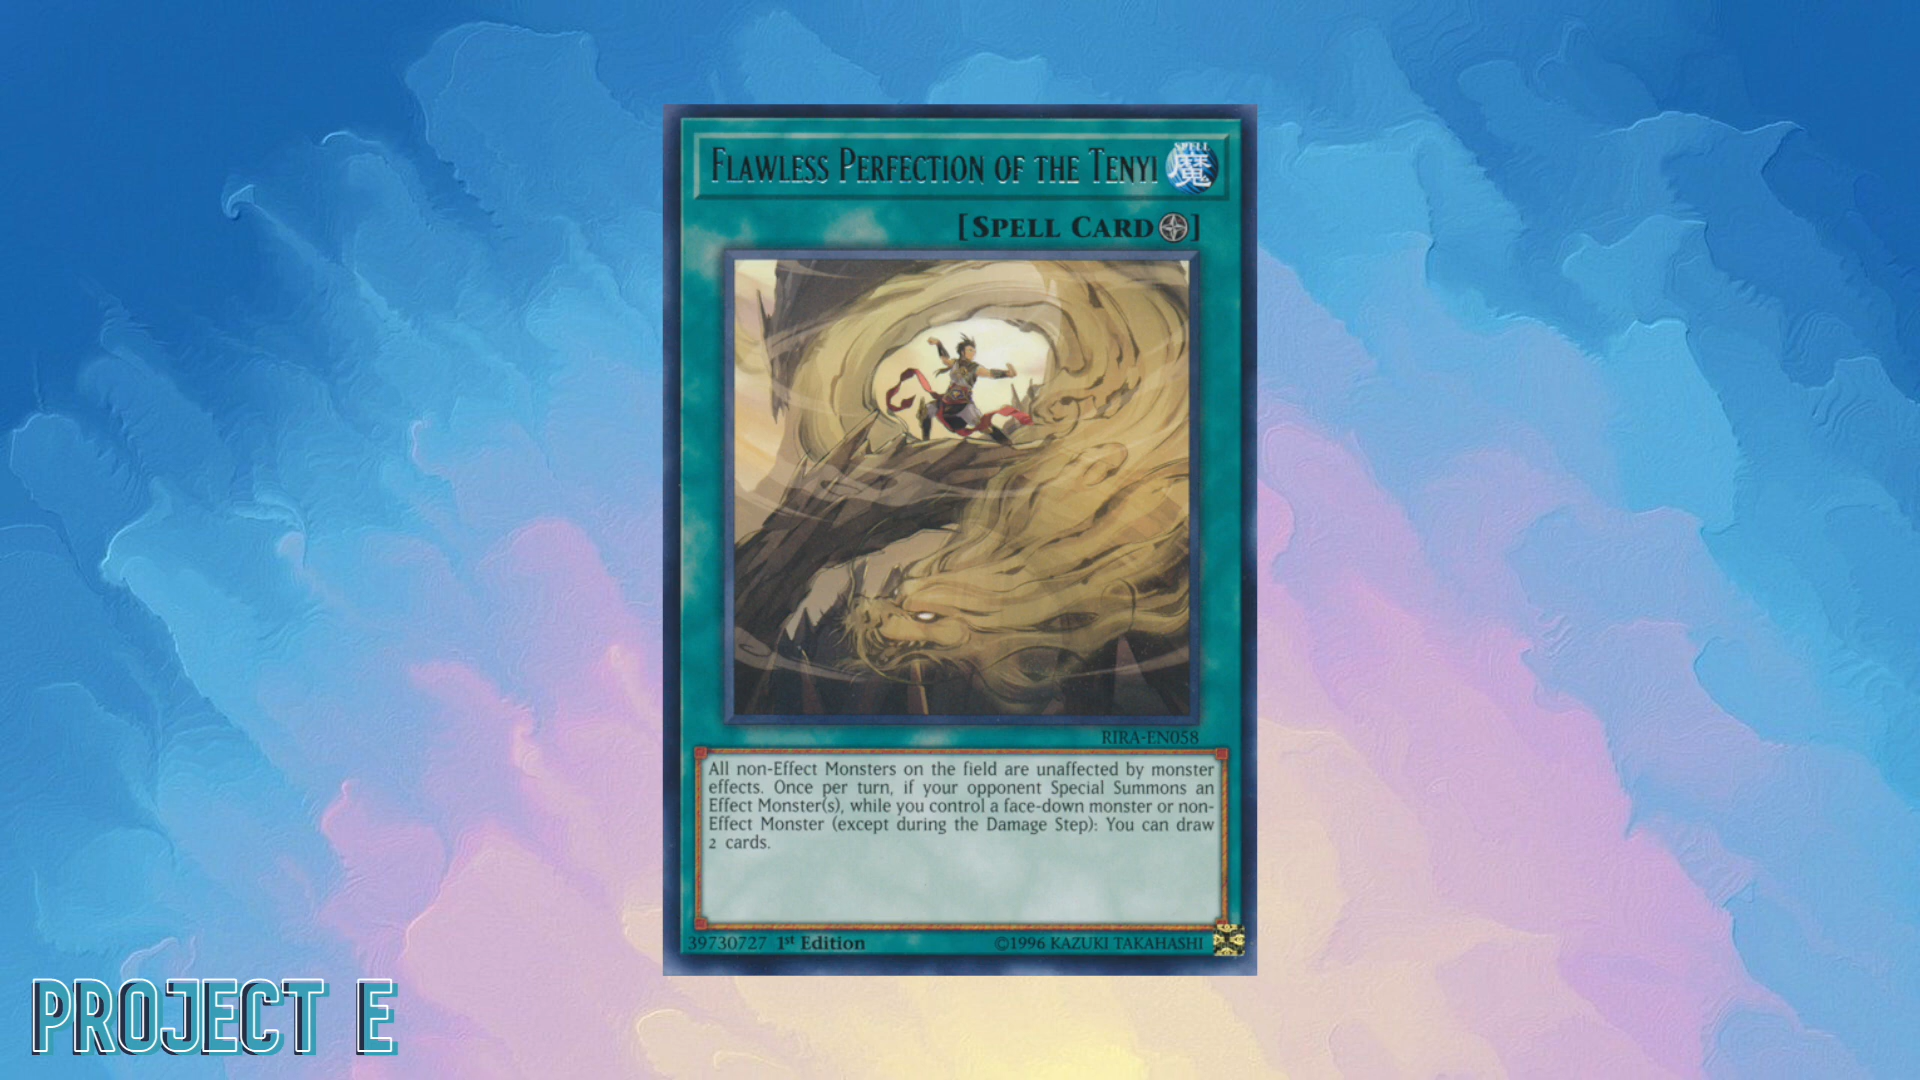 FLAWLESS PERFECTION OF THE TENYI
SPELL
魔
[SPELL CARD]
RIRA-EN058
All non-Effect Monsters on the field are unaffected by monster
effects. Once per turn, if your opponent Special Summons an
Effect Monster(s), while you control a face-down monster or non-
Effect Monster (except during the Damage Step): You can draw
2 cards.
39730727 1st Edition
©1996 KAZUKI TAKAHASHI
PROJECT E